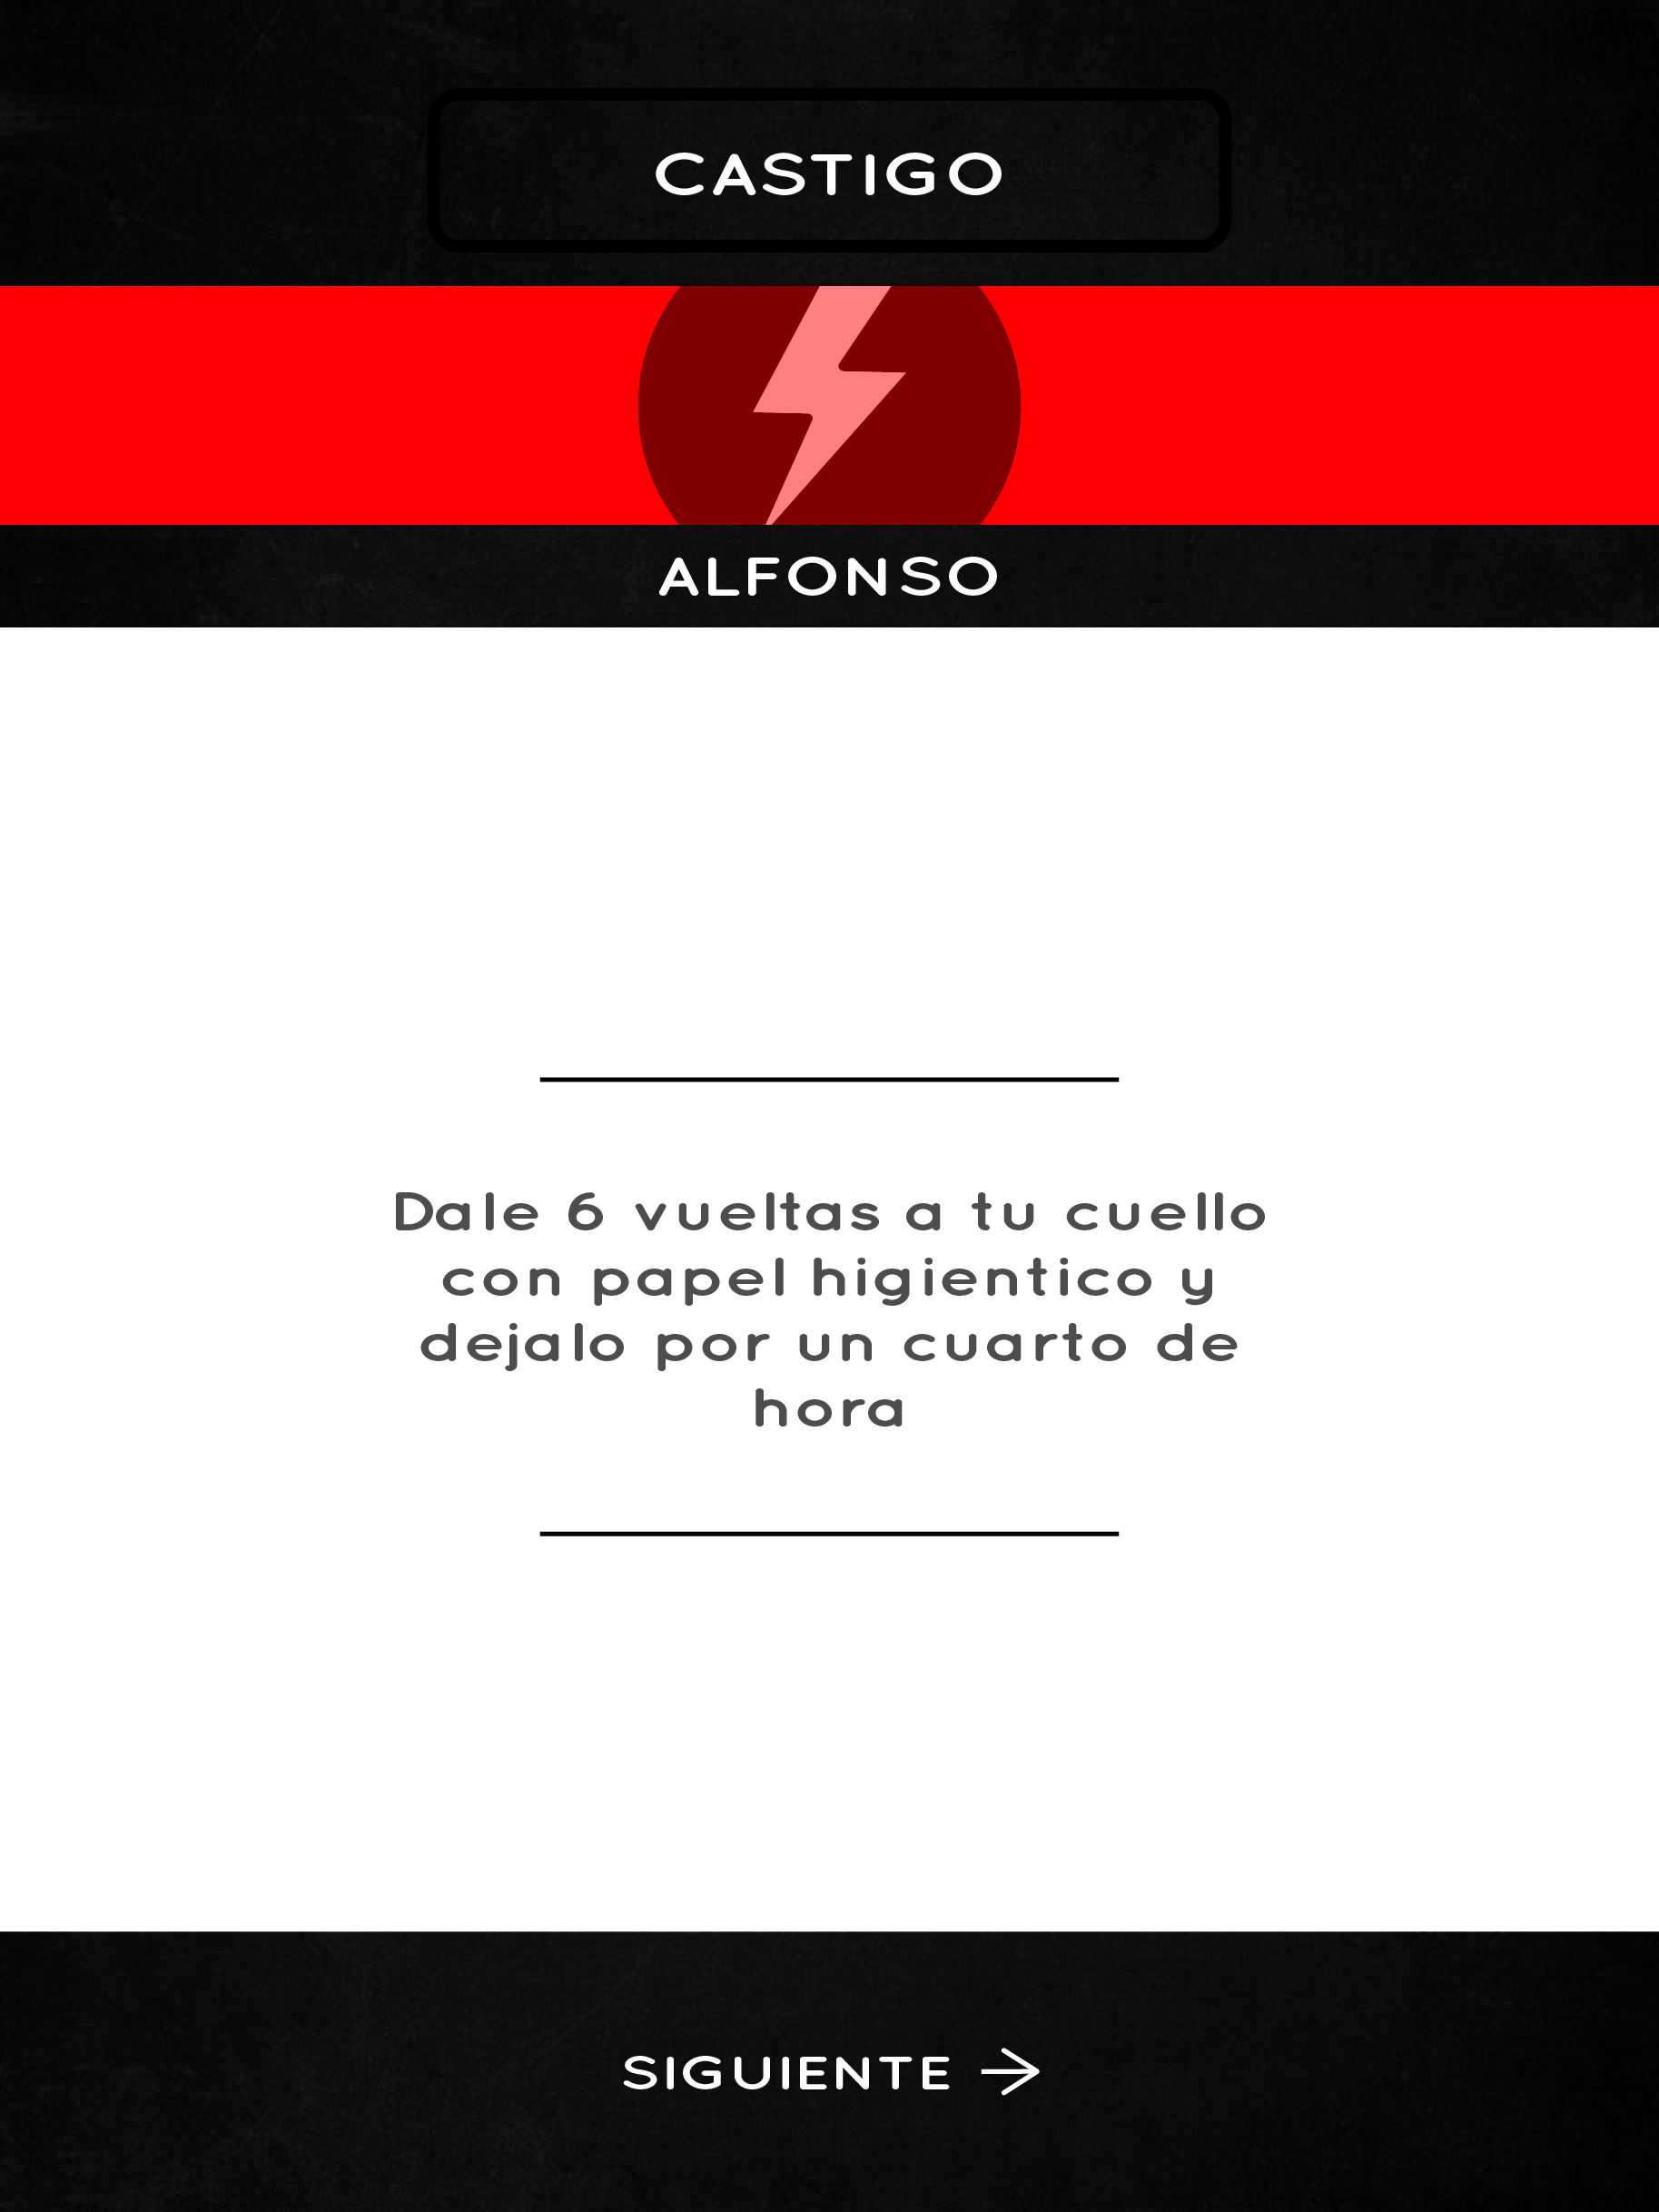 CASTIGO
ALFONSO
Dale 6 vueltas a tu cuello
con papel higientico y
dejalo por un cuarto de
hora
SIGUIENTE →